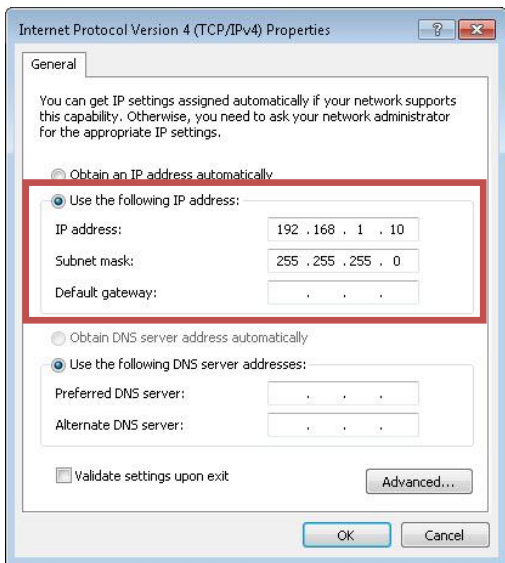 Internet Protocol Version 4 (TCP/IPv4) Properties
General
You can get IP settings assigned automatically if your network supports
this capability. Otherwise, you need to ask your network administrator
for the appropriate IP settings.
Obtain an IP address automatically
Use the following IP address:
IP address: 192 . 168 . 1 . 10
Subnet mask: 255 . 255 . 255 . 0
Default gateway: . . .
Obtain DNS server address automatically
Use the following DNS server addresses:
Preferred DNS server: . . .
Alternate DNS server: . . .
Validate settings upon exit
Advanced...
OK Cancel